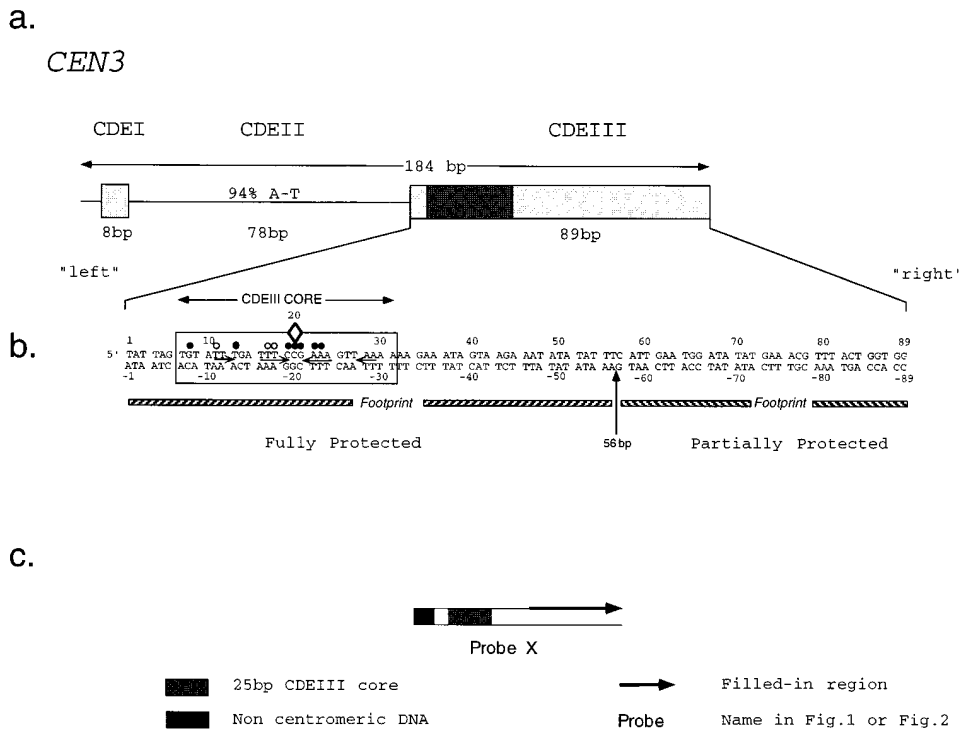 a.
CEN3
CDEI CDEII CDEIII
184 bp
94% A-T
8bp 78bp 89bp
"left" "right'
CDEIII CORE
20
b.
1 10 30 40 50 60 70 80 89
5' TAT TAG TGT ATT TGA TTT CCG AAA GTT AAA AAA GAA ATA GTA AGA AAT ATA TAT TTC ATT GAA TGG ATA TAT GAA ACG TTT ACT GGT GG
ATA ATC ACA TAA ACT AAA GGC TTT CAA TTT TTT CTT TAT CAT TCT TTA TAT ATA AAG TAA CTT ACC TAT ATA CTT TGC AAA TGA CCA CC
-1 -10 -20 -30 -40 -50 -60 -70 -80 -89
Footprint Footprint
Fully Protected 56bp Partially Protected
c.
Probe X
25bp CDEIII core Filled-in region
Non centromeric DNA Probe Name in Fig.1 or Fig.2